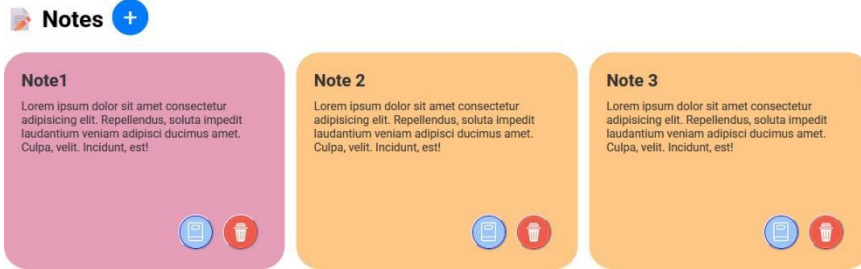 Notes +
Note1
Lorem ipsum dolor sit amet consectetur
adipisicing elit. Repellendus, soluta impedit
laudantium veniam adipisci ducimus amet.
Culpa, velit. Incidunt, est!
Note 2
Lorem ipsum dolor sit amet consectetur
adipisicing elit. Repellendus, soluta impedit
laudantium veniam adipisci ducimus amet.
Culpa, velit. Incidunt, est!
Note 3
Lorem ipsum dolor sit amet consectetur
adipisicing elit. Repellendus, soluta impedit
laudantium veniam adipisci ducimus amet.
Culpa, velit. Incidunt, est!